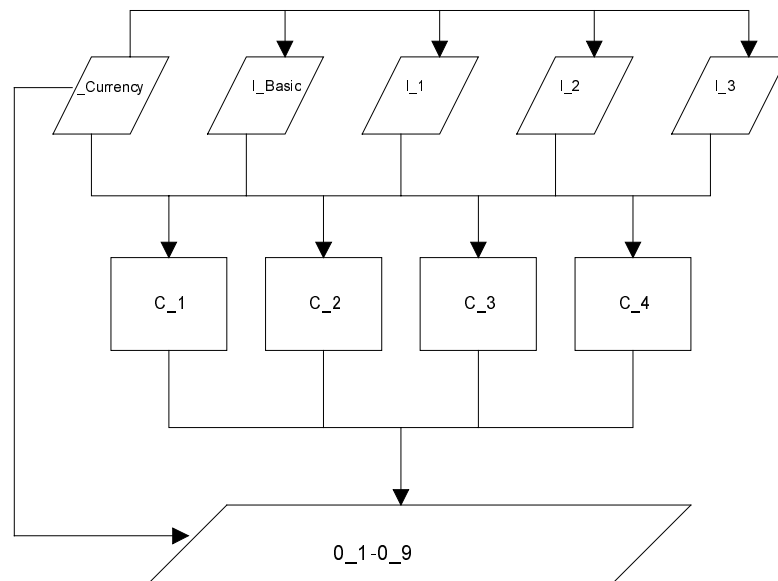 _Currency
I_Basic
I_1
I_2
I_3
C_1
C_2
C_3
C_4
0_1-0_9